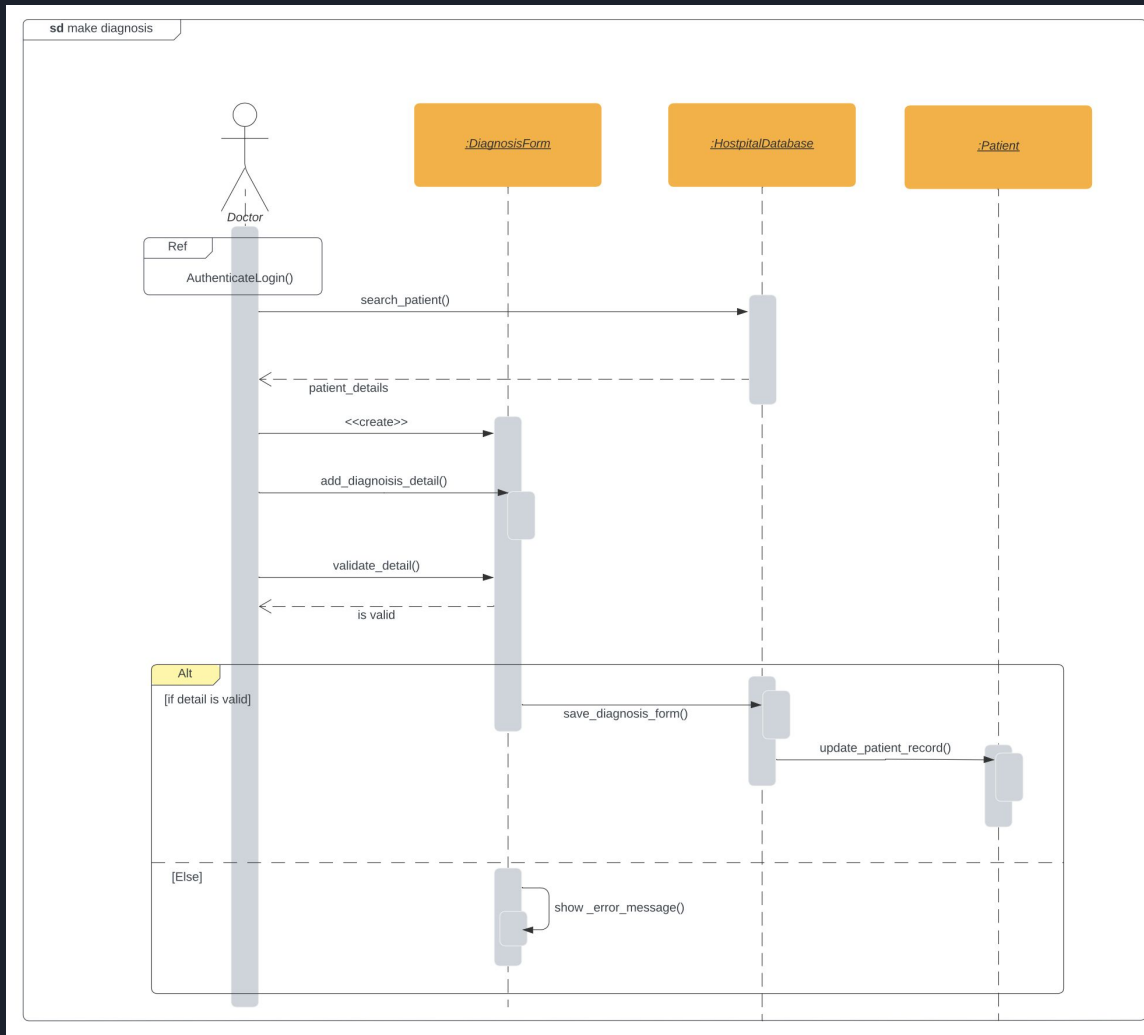 sd make diagnosis
:DiagnosisForm
:HostpitalDatabase
:Patient
Doctor
Ref
AuthenticateLogin()
search_patient()
patient_details
<<create>>
add_diagnoisis_detail()
validate_detail()
is valid
Alt
[if detail is valid]
save_diagnosis_form()
update_patient_record()
[Else]
show _error_message()